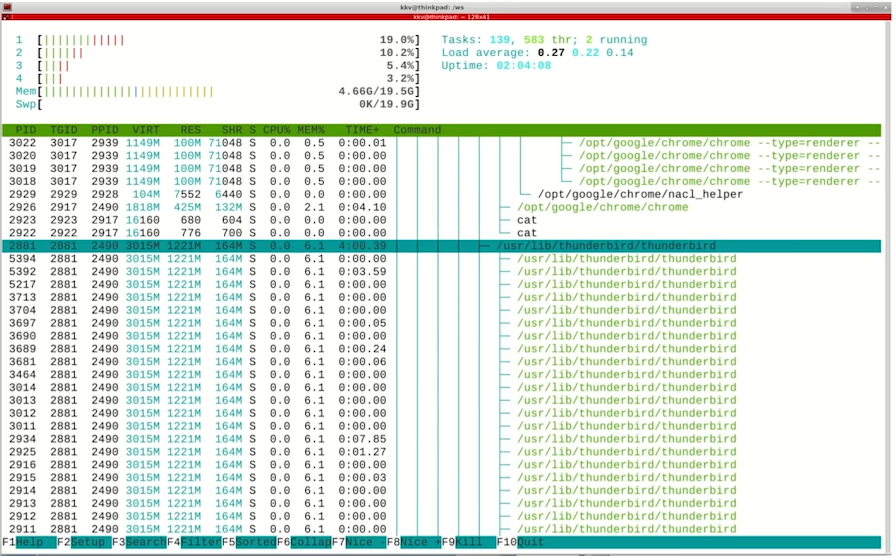 kkv@thinkpad: /ws
kkv@thinkpad: ~ 128x41
1 [||||||||||||| 19.0%] Tasks: 139, 583 thr; 2 running
2 [||||||| 10.2%] Load average: 0.27 0.22 0.14
3 [|||| 5.4%] Uptime: 02:04:08
4 [||| 3.2%]
Mem[|||||||||||||||||||||||||| 4.66G/19.5G]
Swp[ 0K/19.9G]
PID TGID PPID VIRT RES SHR S CPU% MEM% TIME+ Command
3022 3017 2939 1149M 100M 71048 S 0.0 0.5 0:00.01 /opt/google/chrome/chrome --type=renderer --
3020 3017 2939 1149M 100M 71048 S 0.0 0.5 0:00.00 /opt/google/chrome/chrome --type=renderer --
3019 3017 2939 1149M 100M 71048 S 0.0 0.5 0:00.00 /opt/google/chrome/chrome --type=renderer --
3018 3017 2939 1149M 100M 71048 S 0.0 0.5 0:00.00 /opt/google/chrome/chrome --type=renderer --
2929 2929 2928 104M 7552 6440 S 0.0 0.0 0:00.00 /opt/google/chrome/nacl_helper
2926 2917 2490 1818M 425M 132M S 0.0 2.1 0:04.10 /opt/google/chrome/chrome
2923 2923 2917 16160 680 604 S 0.0 0.0 0:00.00 cat
2922 2922 2917 16160 776 700 S 0.0 0.0 0:00.00 cat
2881 2881 2490 3015M 1221M 164M S 0.0 6.1 4:00.39 /usr/lib/thunderbird/thunderbird
5394 2881 2490 3015M 1221M 164M S 0.0 6.1 0:00.00 /usr/lib/thunderbird/thunderbird
5392 2881 2490 3015M 1221M 164M S 0.0 6.1 0:03.59 /usr/lib/thunderbird/thunderbird
5217 2881 2490 3015M 1221M 164M S 0.0 6.1 0:00.00 /usr/lib/thunderbird/thunderbird
3713 2881 2490 3015M 1221M 164M S 0.0 6.1 0:00.00 /usr/lib/thunderbird/thunderbird
3704 2881 2490 3015M 1221M 164M S 0.0 6.1 0:00.00 /usr/lib/thunderbird/thunderbird
3697 2881 2490 3015M 1221M 164M S 0.0 6.1 0:00.05 /usr/lib/thunderbird/thunderbird
3690 2881 2490 3015M 1221M 164M S 0.0 6.1 0:00.00 /usr/lib/thunderbird/thunderbird
3689 2881 2490 3015M 1221M 164M S 0.0 6.1 0:00.24 /usr/lib/thunderbird/thunderbird
3681 2881 2490 3015M 1221M 164M S 0.0 6.1 0:00.06 /usr/lib/thunderbird/thunderbird
3464 2881 2490 3015M 1221M 164M S 0.0 6.1 0:00.00 /usr/lib/thunderbird/thunderbird
3014 2881 2490 3015M 1221M 164M S 0.0 6.1 0:00.00 /usr/lib/thunderbird/thunderbird
3013 2881 2490 3015M 1221M 164M S 0.0 6.1 0:00.00 /usr/lib/thunderbird/thunderbird
3012 2881 2490 3015M 1221M 164M S 0.0 6.1 0:00.00 /usr/lib/thunderbird/thunderbird
3011 2881 2490 3015M 1221M 164M S 0.0 6.1 0:00.00 /usr/lib/thunderbird/thunderbird
2934 2881 2490 3015M 1221M 164M S 0.0 6.1 0:07.85 /usr/lib/thunderbird/thunderbird
2925 2881 2490 3015M 1221M 164M S 0.0 6.1 0:01.27 /usr/lib/thunderbird/thunderbird
2916 2881 2490 3015M 1221M 164M S 0.0 6.1 0:00.00 /usr/lib/thunderbird/thunderbird
2915 2881 2490 3015M 1221M 164M S 0.0 6.1 0:00.03 /usr/lib/thunderbird/thunderbird
2914 2881 2490 3015M 1221M 164M S 0.0 6.1 0:00.00 /usr/lib/thunderbird/thunderbird
2913 2881 2490 3015M 1221M 164M S 0.0 6.1 0:00.00 /usr/lib/thunderbird/thunderbird
2912 2881 2490 3015M 1221M 164M S 0.0 6.1 0:00.00 /usr/lib/thunderbird/thunderbird
2911 2881 2490 3015M 1221M 164M S 0.0 6.1 0:00.00 /usr/lib/thunderbird/thunderbird
F1Help F2Setup F3SearchF4FilterF5SortedF6CollapF7Nice -F8Nice +F9Kill F10Quit